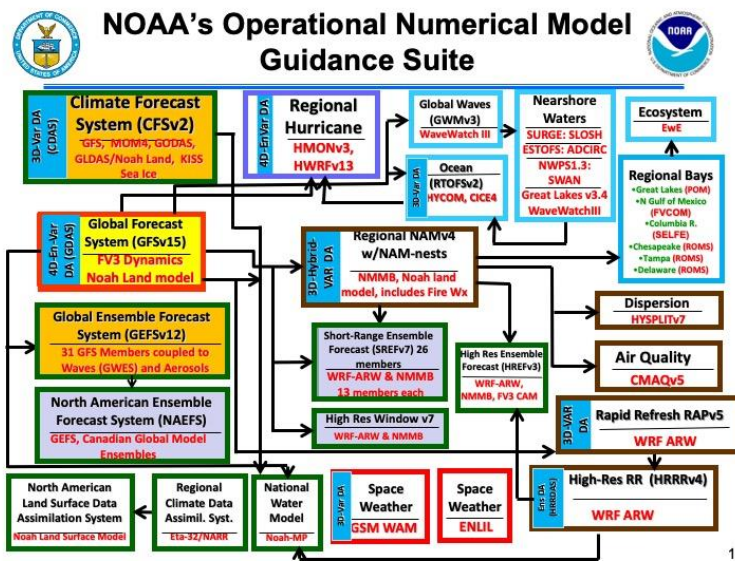 NOAA's Operational Numerical Model
Guidance Suite
DEPARTMENT OF COMMERCE
UNITED STATES OF AMERICA
NOAA
3D-Var DA
(CDAS)
Climate Forecast
System (CFSv2)
GFS, MOM4, GODAS,
GLDAS/Noah Land, KISS
Sea Ice
4D-EnVar
DA
Regional
Hurricane
HMONv3,
HWRFv13
Global Waves (GWMv3)
WaveWatch III
3D-Var DA
Ocean
(RTOFSv2)
HYCOM, CICE4
Nearshore
Waters
SURGE: SLOSH
ESTOFS: ADCIRC
NWPS1.3:
SWAN
Great Lakes v3.4
WaveWatchIII
Ecosystem
EwE
Regional Bays
•Great Lakes (POM)
•N Gulf of Mexico
(FVCOM)
•Columbia R.
(SELFE)
•Chesapeake (ROMS)
•Tampa (ROMS)
•Delaware (ROMS)
4D-En-Var
DA (GDAS)
Global Forecast
System (GFSv15)
FV3 Dynamics
Noah Land model
3D-Hybrid-
VAR DA
Regional NAMv4
w/NAM-nests
NMMB, Noah land
model, includes Fire Wx
Dispersion
HYSPLITv7
Air Quality
CMAQv5
Global Ensemble Forecast
System (GEFSv12)
31 GFS Members coupled to
Waves (GWES) and Aerosols
Short-Range Ensemble
Forecast (SREFv7) 26
members
WRF-ARW & NMMB
13 members each
High Res Ensemble
Forecast (HREFv3)
WRF-ARW,
NMMB, FV3 CAM
North American Ensemble
Forecast System (NAEFS)
GEFS, Canadian Global Model
Ensembles
High Res Window v7
WRF-ARW & NMMB
3D-VAR
DA
Rapid Refresh RAPv5
WRF ARW
Ens DA
(HRRDAS)
High-Res RR (HRRRv4)
WRF ARW
North American
Land Surface Data
Assimilation System
Noah Land Surface Model
Regional
Climate Data
Assimil. Syst.
Eta-32/NARR
National
Water
Model
Noah-MP
3D-Var DA
Space
Weather
GSM WAM
Space
Weather
ENLIL
1